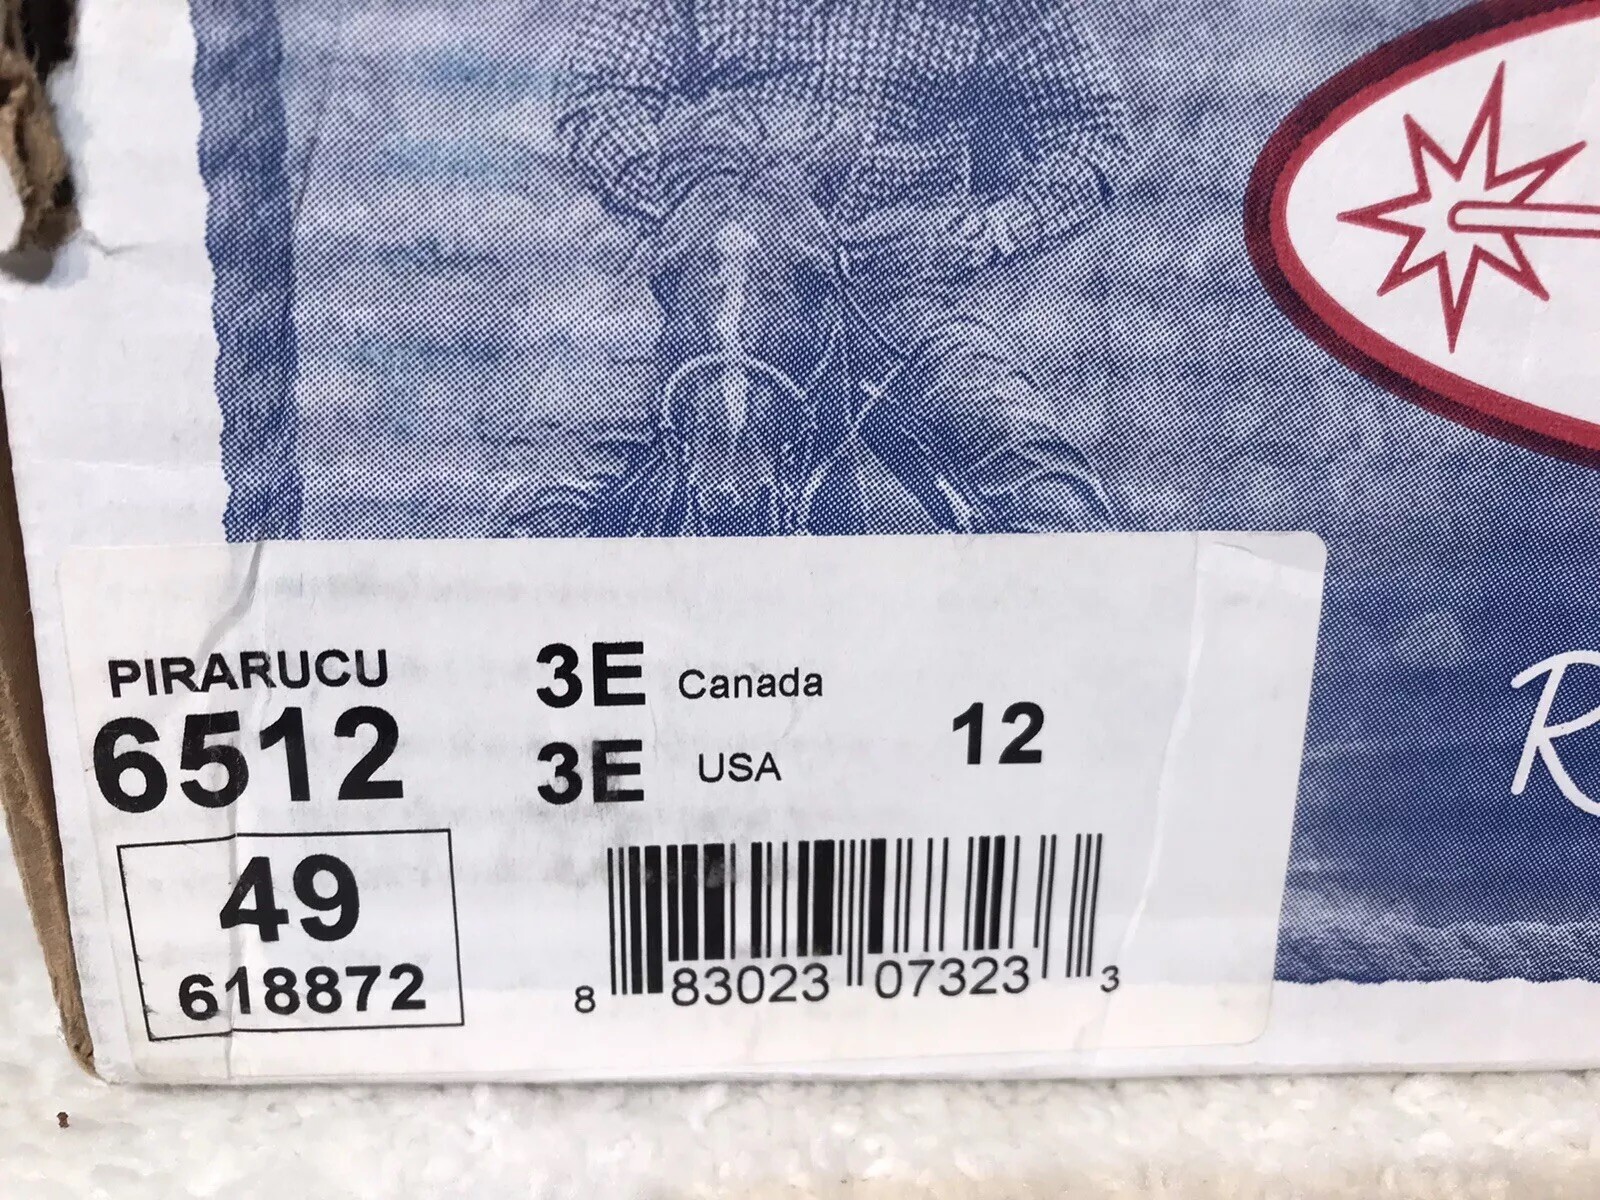 PIRARUCU
6512
3E Canada
3E USA
12
49
618872
8 83023 07323 3